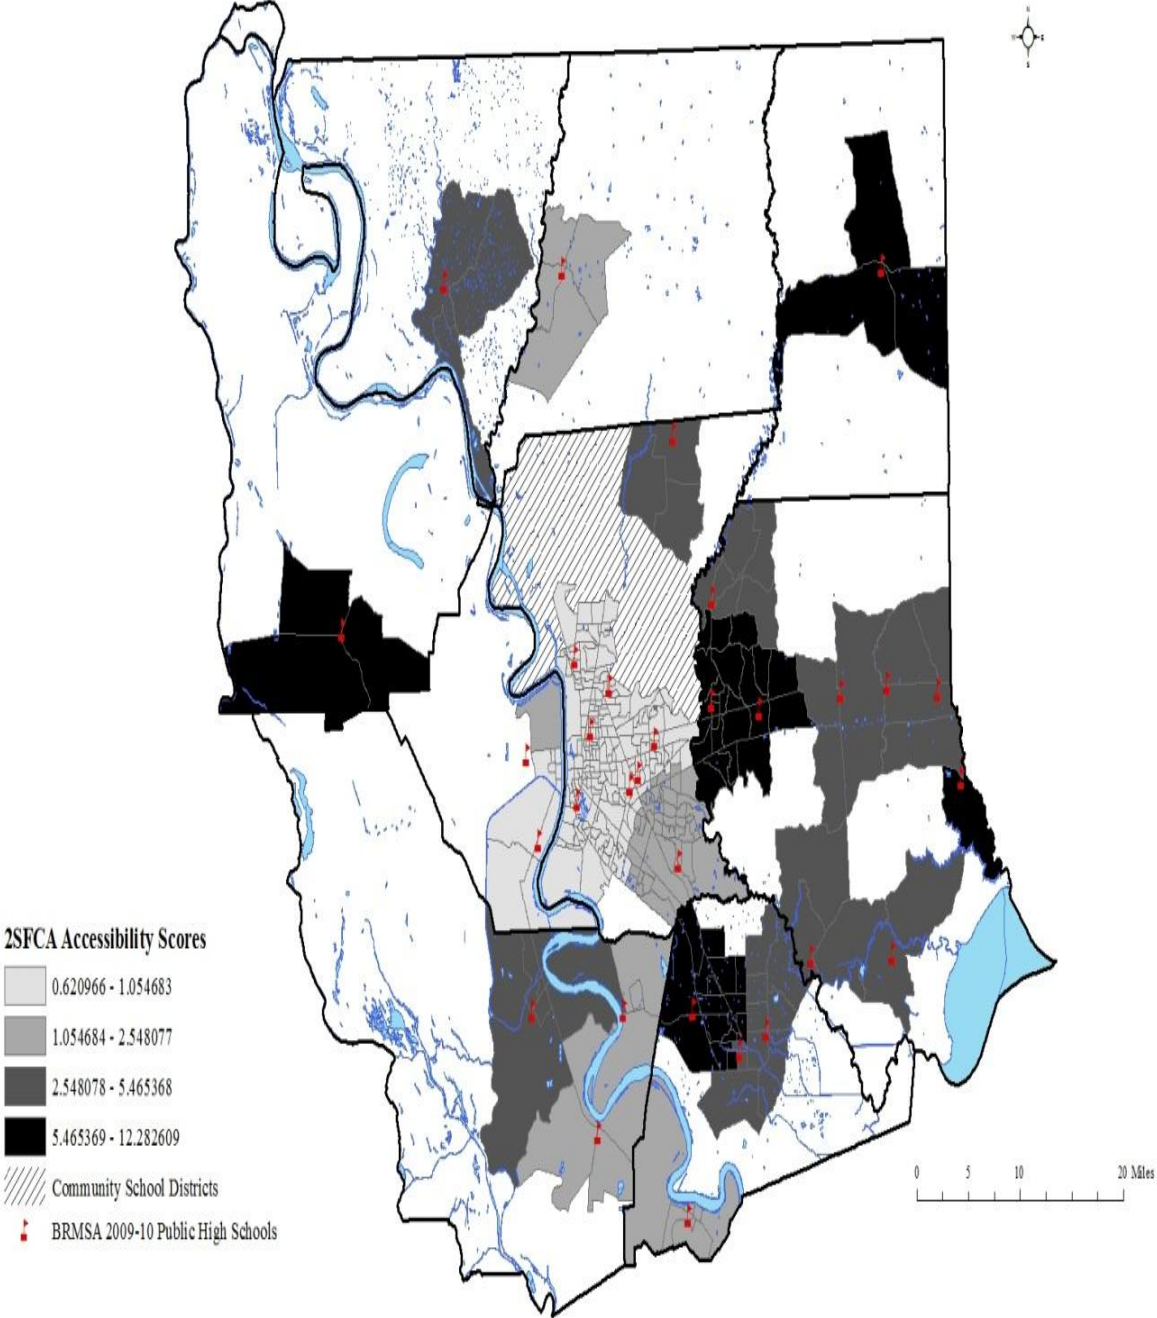 N
S
2SFCA Accessibility Scores
0.620966 - 1.054683
1.054684 - 2.548077
2.548078 - 5.465368
5.465369 - 12.282609
Community School Districts
BRMSA 2009-10 Public High Schools
0 5 10 20 Miles